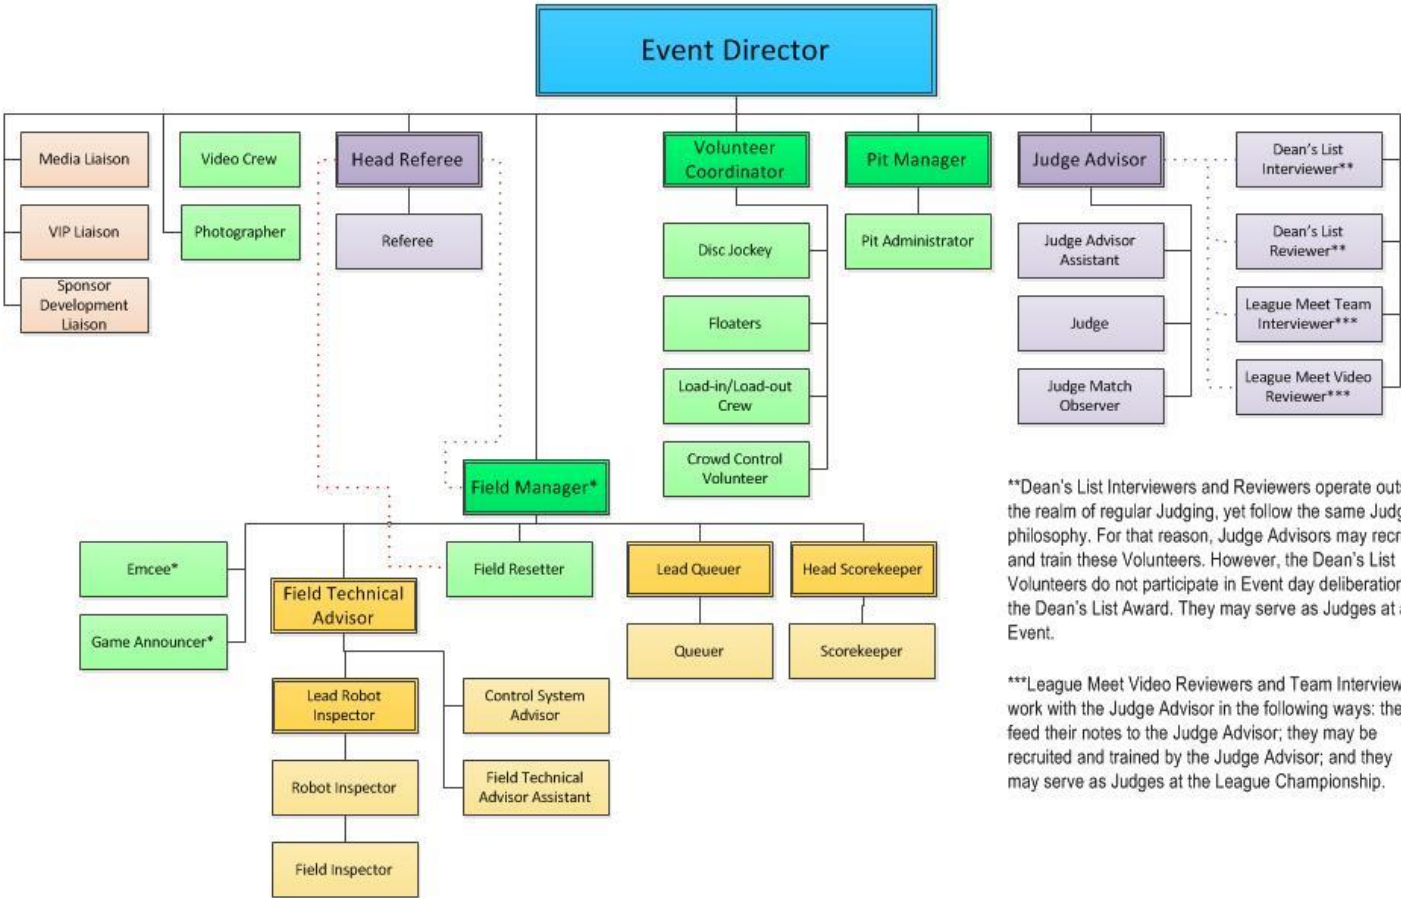 Event Director
Media Liaison
Video Crew
Head Referee
Volunteer
Coordinator
Pit Manager
Judge Advisor
Dean's List
Interviewer**
VIP Liaison
Photographer
Referee
Disc Jockey
Pit Administrator
Judge Advisor
Assistant
Dean's List
Reviewer**
Sponsor
Development
Liaison
Floaters
Judge
League Meet Team
Interviewer***
Load-in/Load-out
Crew
Judge Match
Observer
League Meet Video
Reviewer***
Crowd Control
Volunteer
Field Manager*
Emcee*
Field Technical
Advisor
Field Resetter
Lead Queuer
Head Scorekeeper
Game Announcer*
Queuer
Scorekeeper
Lead Robot
Inspector
Control System
Advisor
Robot Inspector
Field Technical
Advisor Assistant
Field Inspector
**Dean's List Interviewers and Reviewers operate
the realm of regular Judging, yet follow the same
philosophy. For that reason, Judge Advisors may
and train these Volunteers. However, the Dean's List
Volunteers do not participate in Event day
the Dean's List Award. They may serve as Judges at
Event.
***League Meet Video Reviewers and Team
work with the Judge Advisor in the following ways:
feed their notes to the Judge Advisor; they may be
recruited and trained by the Judge Advisor; and they
may serve as Judges at the League Championship.